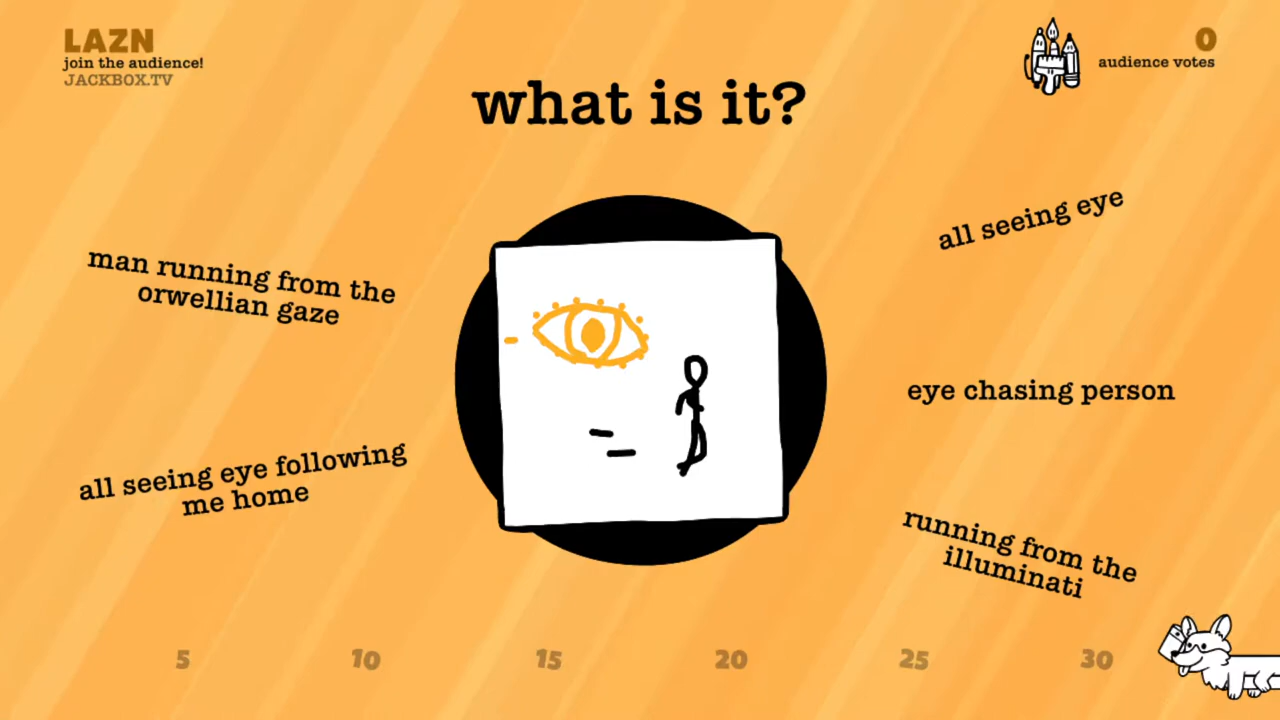 LAZN
join the audience!
JACKBOX.TV
0
audience votes
what is it?
man running from the
orwellian gaze
all seeing eye following
me home
all seeing eye
eye chasing person
running from the
illuminati
5 10 15 20 25 30